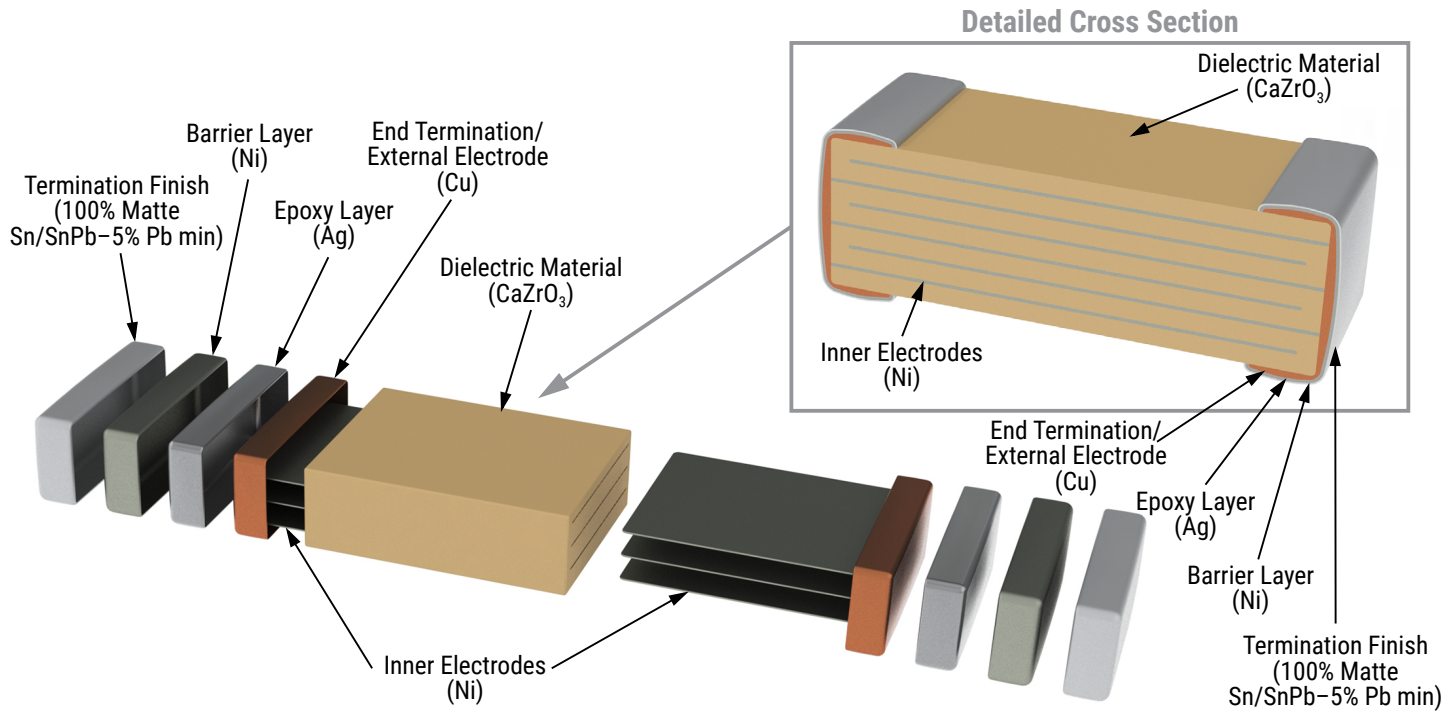 Detailed Cross Section
Dielectric Material
(CaZrO₃)
Inner Electrodes
(Ni)
End Termination/
External Electrode
(Cu)
Epoxy Layer
(Ag)
Barrier Layer
(Ni)
Termination Finish
(100% Matte
Sn/SnPb–5% Pb min)
Termination Finish
(100% Matte
Sn/SnPb–5% Pb min)
Barrier Layer
(Ni)
Epoxy Layer
(Ag)
End Termination/
External Electrode
(Cu)
Dielectric Material
(CaZrO₃)
Inner Electrodes
(Ni)